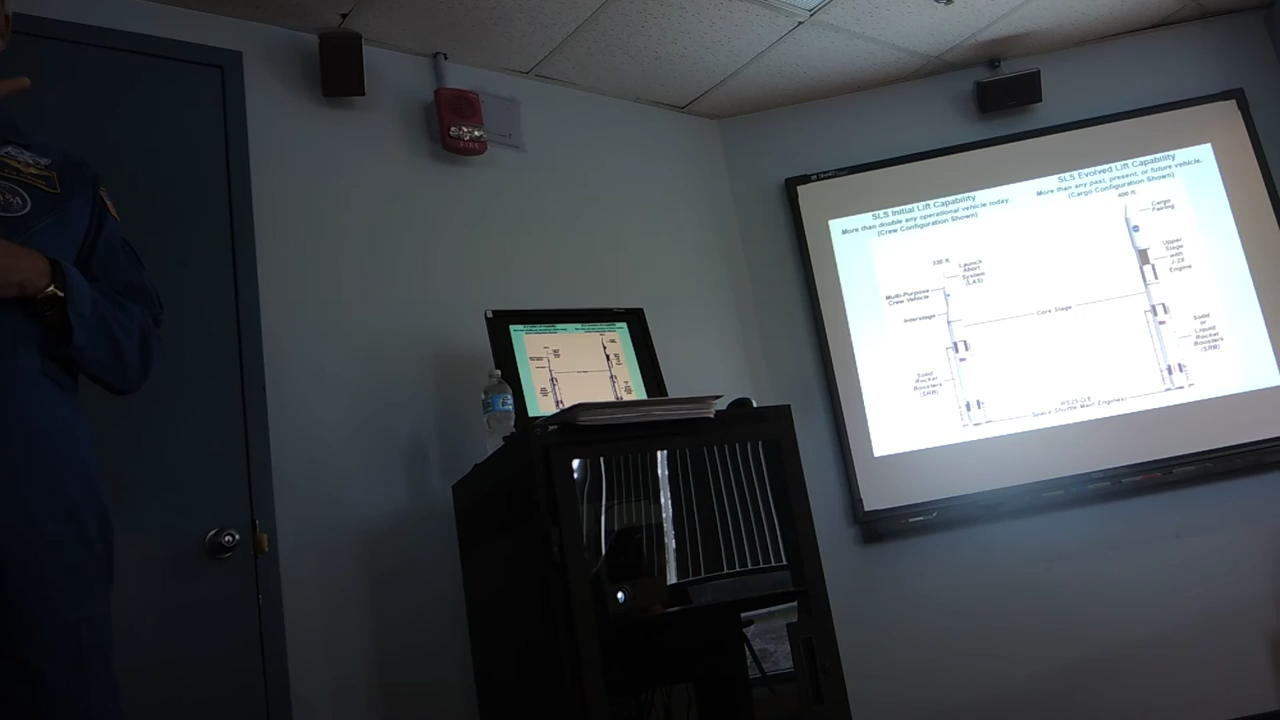 FIRE
NASA
SLS Initial Lift Capability
More than double any operational vehicle today.
(Crew Configuration Shown)
SLS Evolved Lift Capability
More than any past, present, or future vehicle.
(Cargo Configuration Shown)
400 ft.
Cargo
Fairing
Launch
Abort
System
(LAS)
Upper
Stage
with
J-2X
Engine
Multi-Purpose
Crew Vehicle
Interstage
Core Stage
Solid
Rocket
Boosters
(SRB)
Solid
or
Liquid
Rocket
Boosters
(SRB)
Space Shuttle Main Engines)